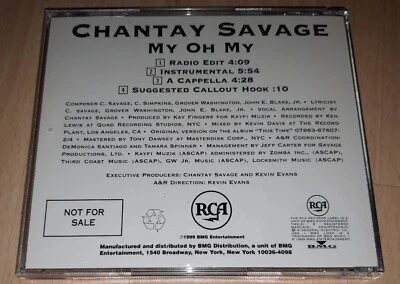 CHANTAY SAVAGE
MY OH MY
1 RADIO EDIT 4:09
2 INSTRUMENTAL 5:54
3 A CAPPELLA 4:28
4 SUGGESTED CALLOUT HOOK :10
COMPOSER C. SAVAGE, C. SIMPKINS, GROVER WASHINGTON, JOHN E. BLAKE, JR. • LYRICIST
C. SAVAGE, GROVER WASHINGTON, JOHN E. BLAKE, JR. • VOCAL ARRANGEMENT BY
CHANTAY SAVAGE • PRODUCED BY KAY FINGERS FOR KAYFI MUZIK • RECORDED BY KEN
LEWIS AT QUAD RECORDING STUDIOS, NYC • MIXED BY KEVIN DAVIS AT THE RECORD
PLANT, LOS ANGELES, CA • ORIGINAL VERSION ON THE ALBUM "THIS TIME" 07863-67607-
2/4 • MASTERED BY TONY DAWSEY AT MASTERDISK CORP., NYC • A&R COORDINATION:
DEMONICA SANTIAGO AND TAMARA SPINNER • MANAGEMENT BY JEFF CARTER FOR SAVAGE
PRODUCTIONS, LTD. • KAYFI MUZIK (ASCAP) ADMINISTERED BY ZOMBA INC. (ASCAP),
THIRD COAST MUSIC (ASCAP), GW JR. MUSIC (ASCAP), LOCKSMITH MUSIC (ASCAP)
EXECUTIVE PRODUCERS: CHANTAY SAVAGE AND KEVIN EVANS
A&R DIRECTION: KEVIN EVANS
NOT FOR
SALE
RCA
©1999 BMG Entertainment
Manufactured and distributed by BMG Distribution, a unit of BMG
Entertainment, 1540 Broadway, New York, New York 10036-4098
BMG